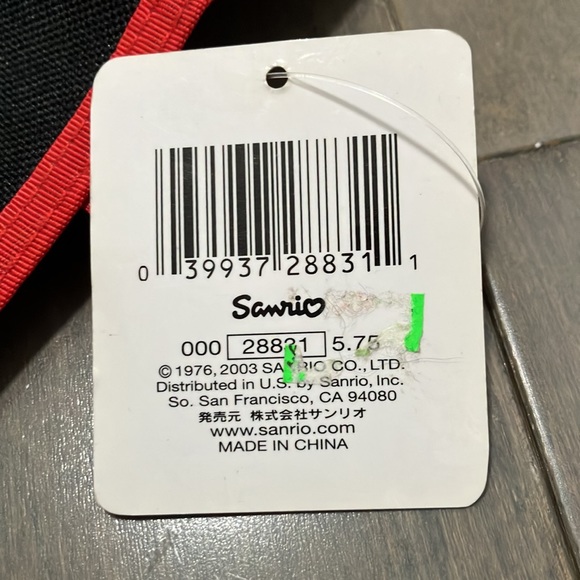 0 39937 28831 1
Sanrio
000 28831 5.75
© 1976, 2003 SANRIO CO., LTD.
Distributed in U.S. by Sanrio, Inc.
So. San Francisco, CA 94080
発売元 株式会社サンリオ
www.sanrio.com
MADE IN CHINA